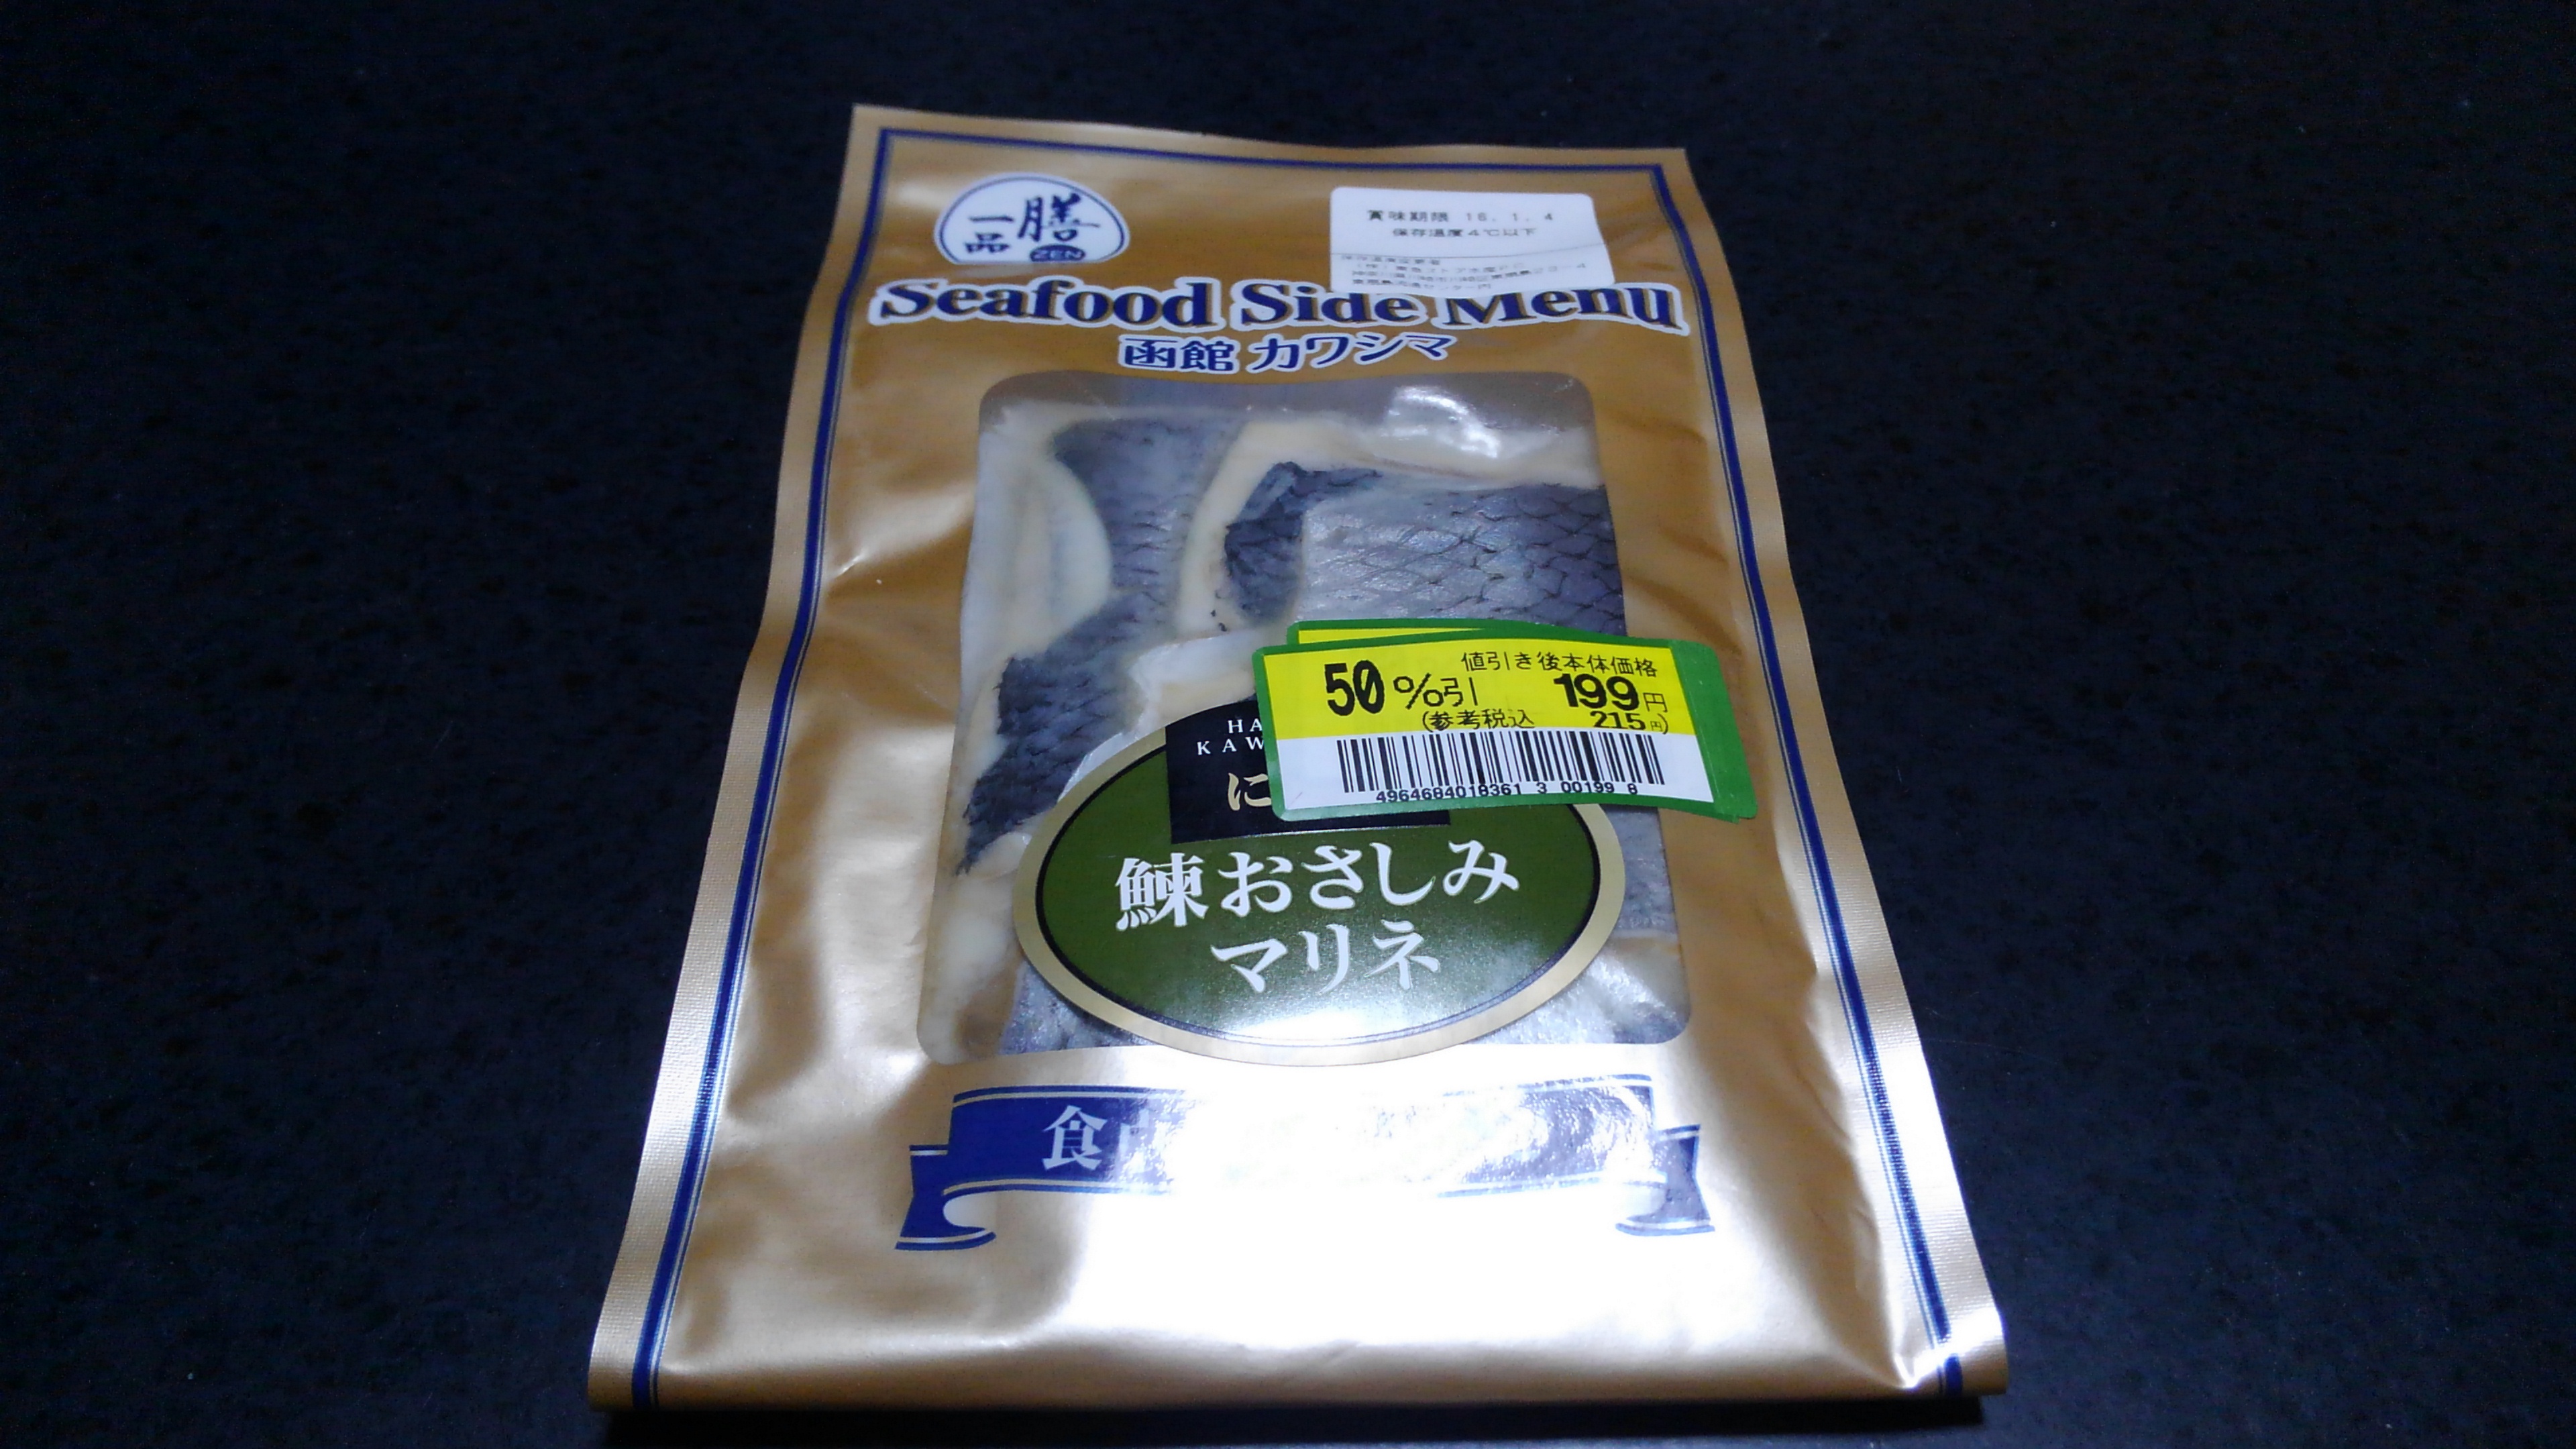 一品
膳
ZEN
賞味期限 16. 1. 4
保存温度4℃以下
Seafood Side Menu
函館 カワシマ
50%引
値引き後本体価格
199円
(参考税込 215円)
4964684018361 3 00199 8
鰊おさしみ
マリネ
食